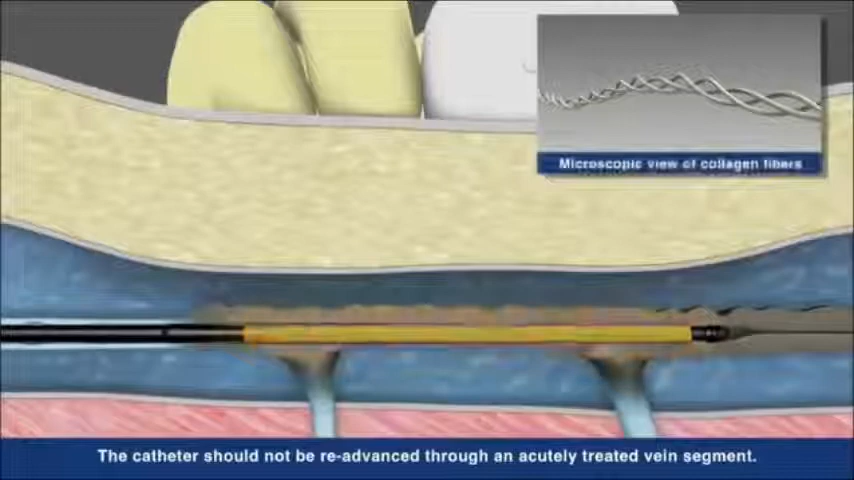 Microscopic view of collagen fibers
The catheter should not be re-advanced through an acutely treated vein segment.